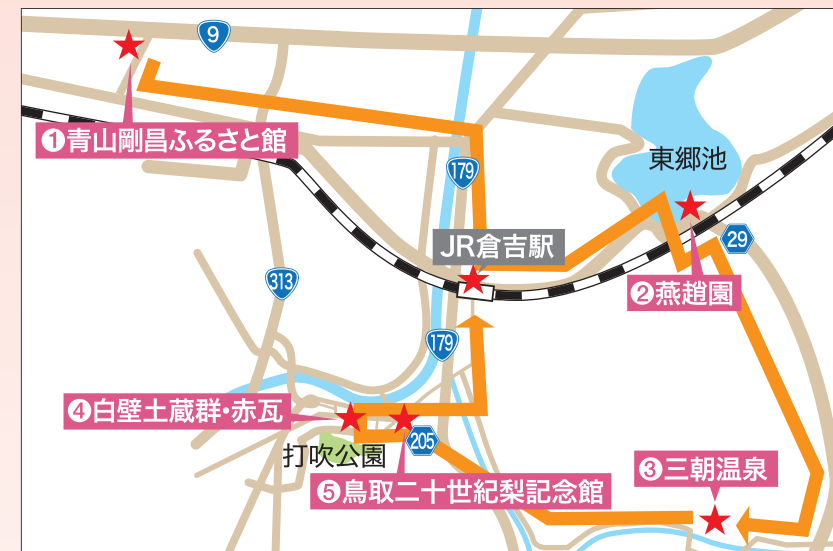 9
❶青山剛昌ふるさと館
179
東郷池
JR倉吉駅
29
313
❷燕趙園
179
❹白壁土蔵群・赤瓦
打吹公園
205
❸三朝温泉
❺鳥取二十世紀梨記念館